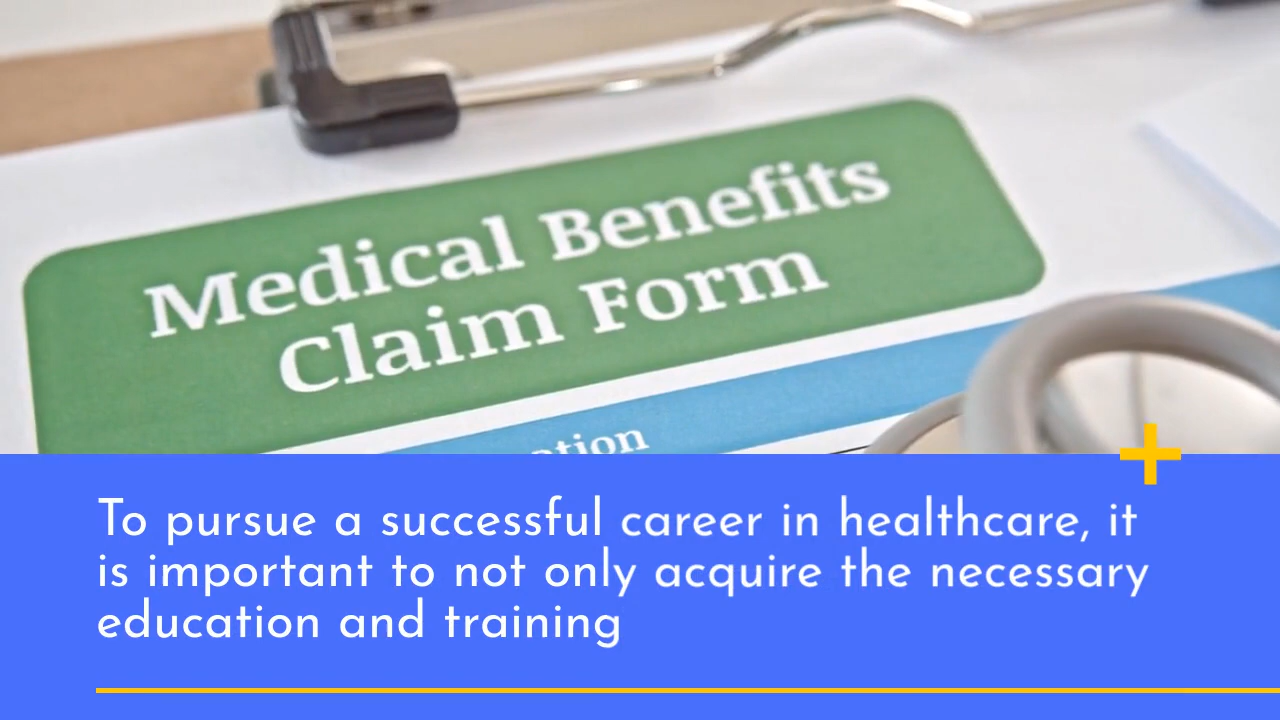 Medical Benefits
Claim Form
To pursue a successful career in healthcare, it
is important to not only acquire the necessary
education and training